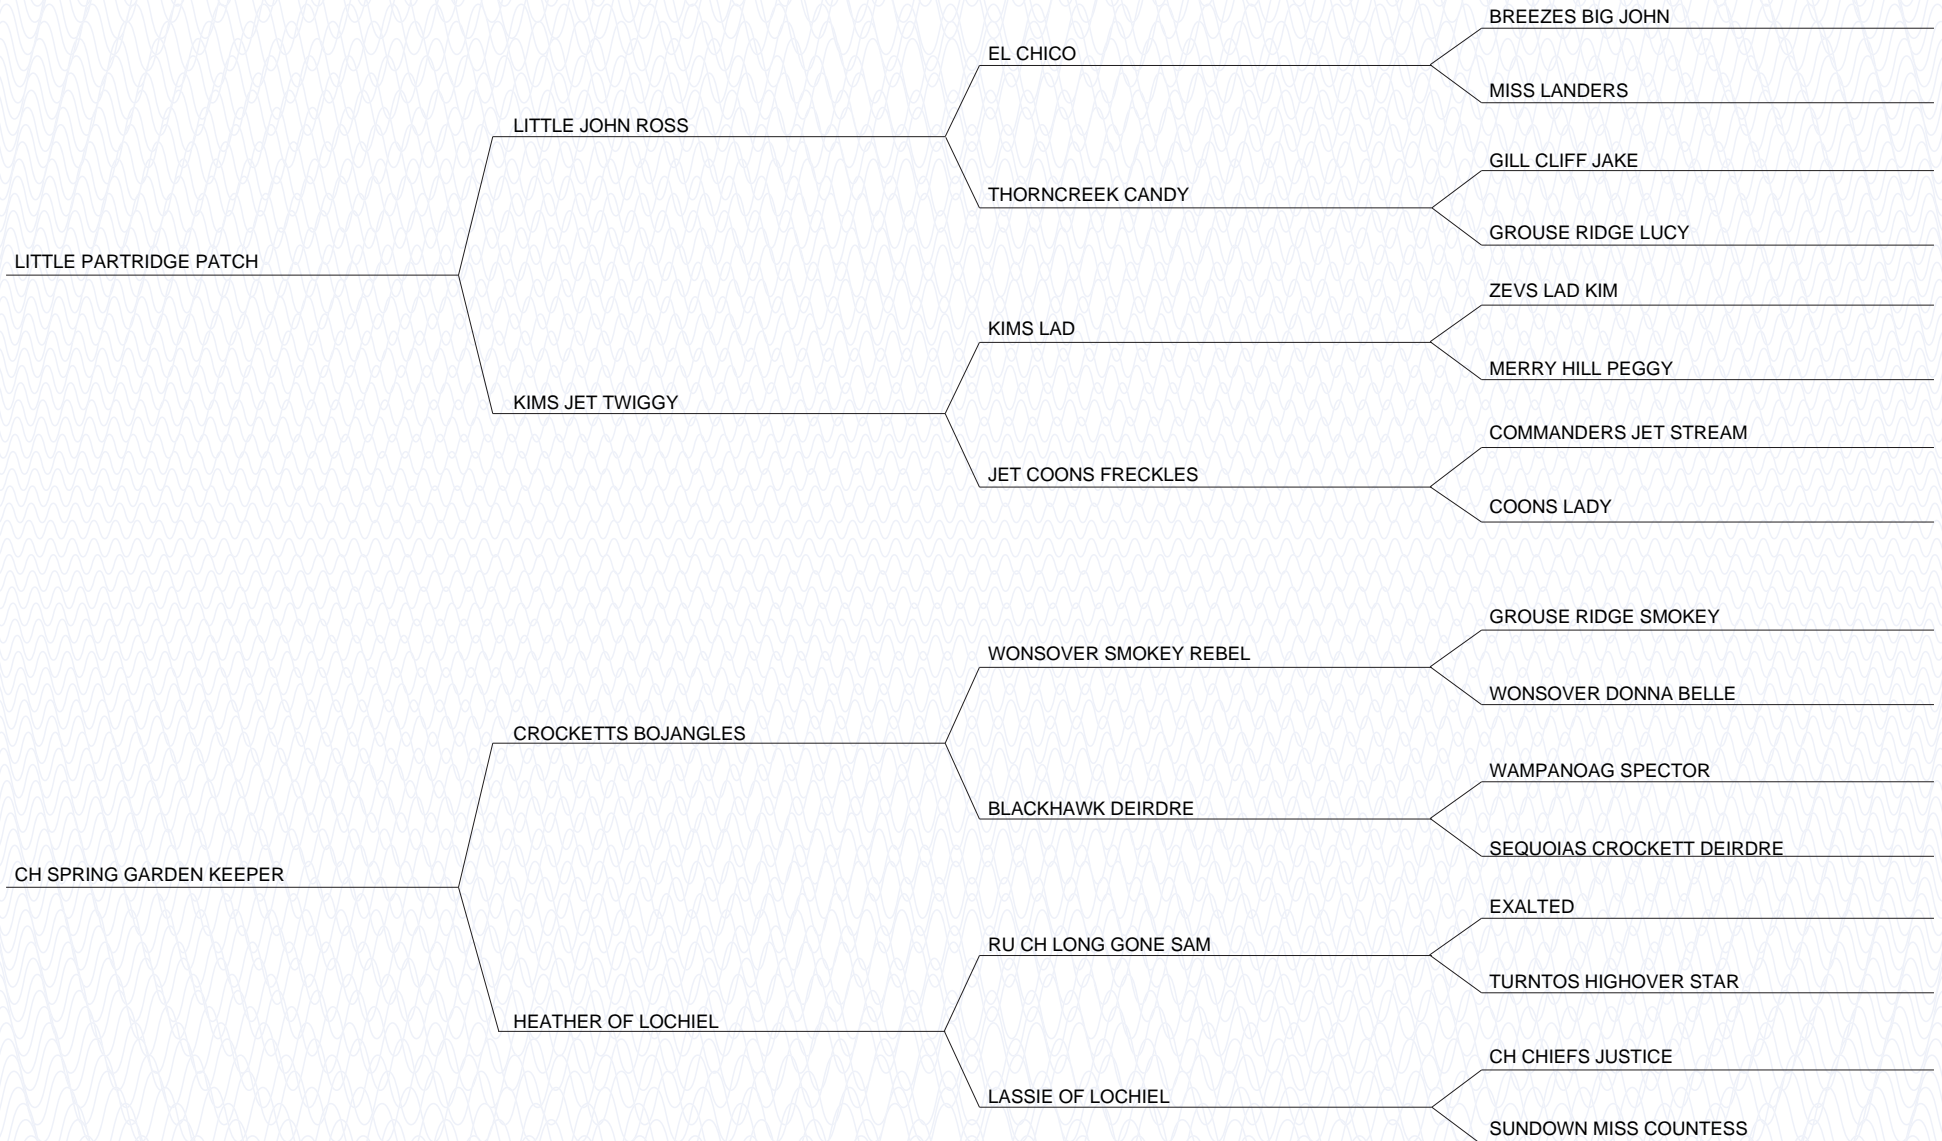 BREEZES BIG JOHN
EL CHICO
MISS LANDERS
LITTLE JOHN ROSS
GILL CLIFF JAKE
THORNCREEK CANDY
GROUSE RIDGE LUCY
LITTLE PARTRIDGE PATCH
ZEVS LAD KIM
KIMS LAD
MERRY HILL PEGGY
KIMS JET TWIGGY
COMMANDERS JET STREAM
JET COONS FRECKLES
COONS LADY
GROUSE RIDGE SMOKEY
WONSOVER SMOKEY REBEL
WONSOVER DONNA BELLE
CROCKETTS BOJANGLES
WAMPANOAG SPECTOR
BLACKHAWK DEIRDRE
SEQUOIAS CROCKETT DEIRDRE
CH SPRING GARDEN KEEPER
EXALTED
RU CH LONG GONE SAM
TURNTOS HIGHOVER STAR
HEATHER OF LOCHIEL
CH CHIEFS JUSTICE
LASSIE OF LOCHIEL
SUNDOWN MISS COUNTESS